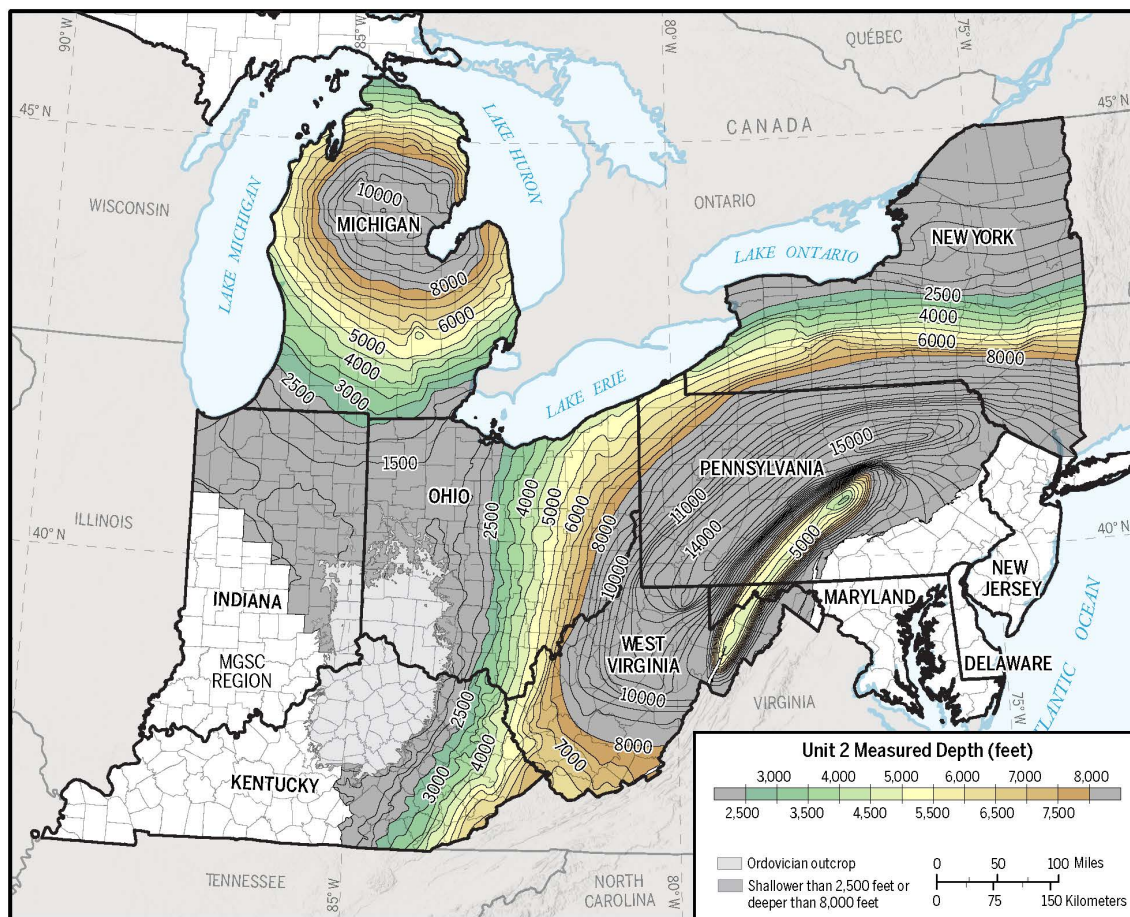 90° W
85° W
80° W
75° W
QUÉBEC
45° N
45° N
CANADA
LAKE HURON
ONTARIO
WISCONSIN
LAKE MICHIGAN
10000
MICHIGAN
NEW YORK
LAKE ONTARIO
8000
6000
5000
4000
3000
2500
2500
4000
6000
8000
LAKE ERIE
1500
OHIO
2500
4000
5000
6000
8000
10000
15000
PENNSYLVANIA
11000
14000
5000
ILLINOIS
40° N
40° N
INDIANA
MGSC
REGION
NEW
JERSEY
MARYLAND
DELAWARE
WEST
VIRGINIA
10000
VIRGINIA
75° W
ATLANTIC OCEAN
8000
7000
2500
4000
3000
KENTUCKY
TENNESSEE
85° W
NORTH
CAROLINA
80° W
Unit 2 Measured Depth (feet)
3,000 4,000 5,000 6,000 7,000 8,000
2,500 3,500 4,500 5,500 6,500 7,500
Ordovician outcrop
Shallower than 2,500 feet or
deeper than 8,000 feet
0 50 100 Miles
0 75 150 Kilometers